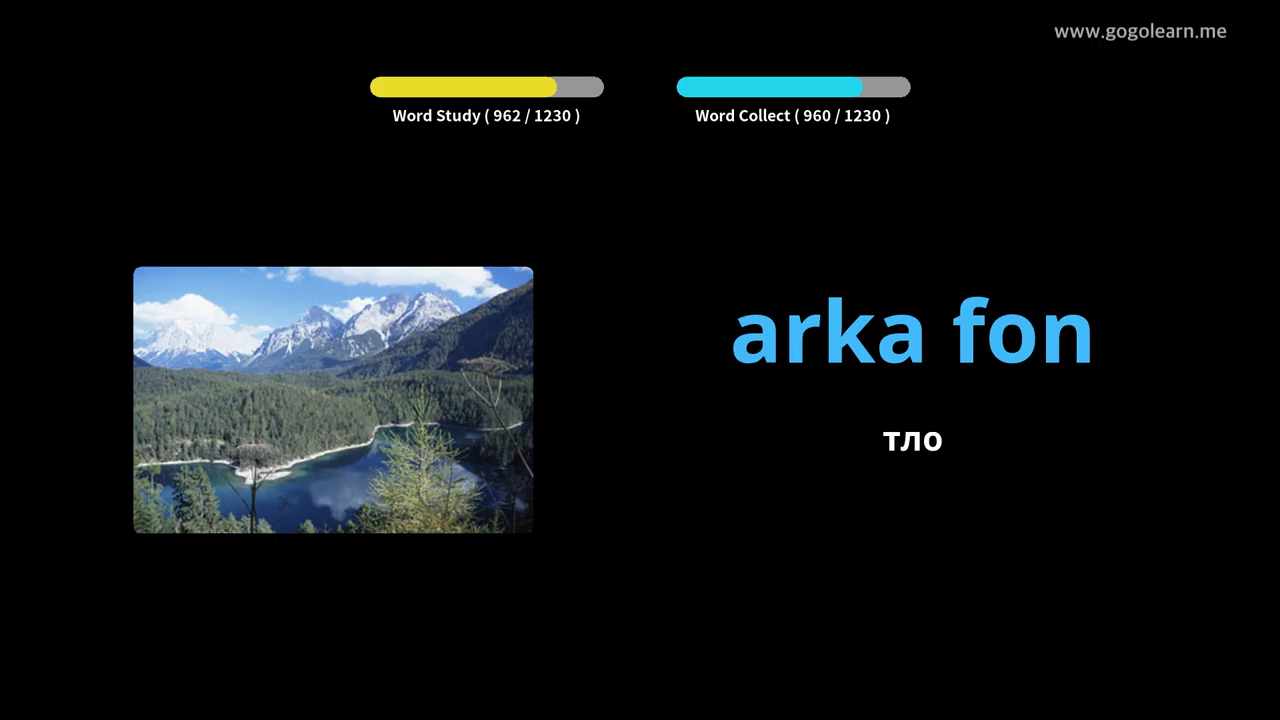 www.gogolearn.me
Word Study ( 962 / 1230 )
Word Collect ( 960 / 1230 )
arka fon
тло